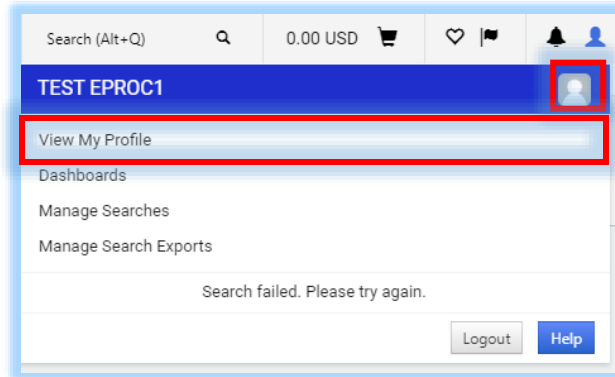 Search (Alt+Q) 0.00 USD
TEST EPROC1
View My Profile
Dashboards
Manage Searches
Manage Search Exports
Search failed. Please try again.
Logout Help